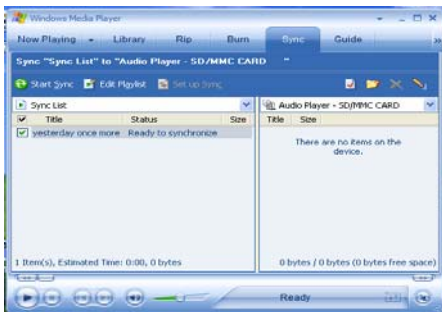 Windows Media Player
Now Playing Library Rip Burn Sync Guide
Sync "Sync List" to "Audio Player - SD/MMC CARD "
Start Sync Edit Playlist Set up Sync
Sync List Audio Player - SD/MMC CARD
Title Status Size Title Size
yesterday once more Ready to synchronize
There are no items on the
device.
1 Item(s), Estimated Time: 0:00, 0 bytes 0 bytes / 0 bytes (0 bytes free space)
Ready